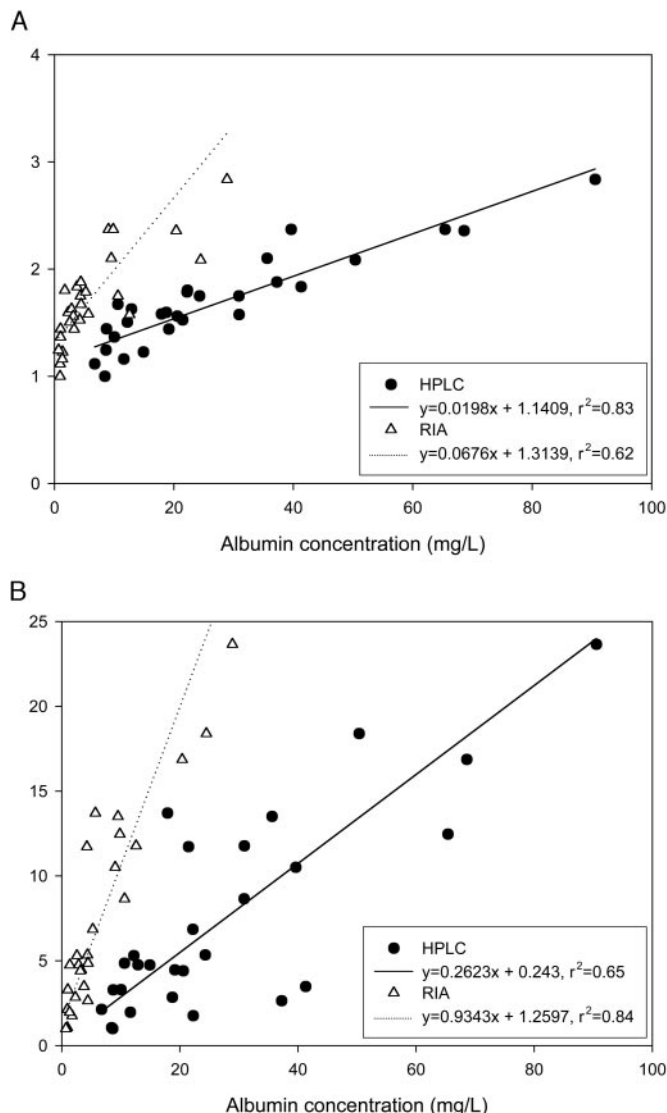 A
4
3
2
1
0
0 20 40 60 80 100
HPLC
y=0.0198x + 1.1409, r²=0.83
RIA
y=0.0676x + 1.3139, r²=0.62
Albumin concentration (mg/L)
B
25
20
15
10
5
0
0 20 40 60 80 100
HPLC
y=0.2623x + 0.243, r²=0.65
RIA
y=0.9343x + 1.2597, r²=0.84
Albumin concentration (mg/L)